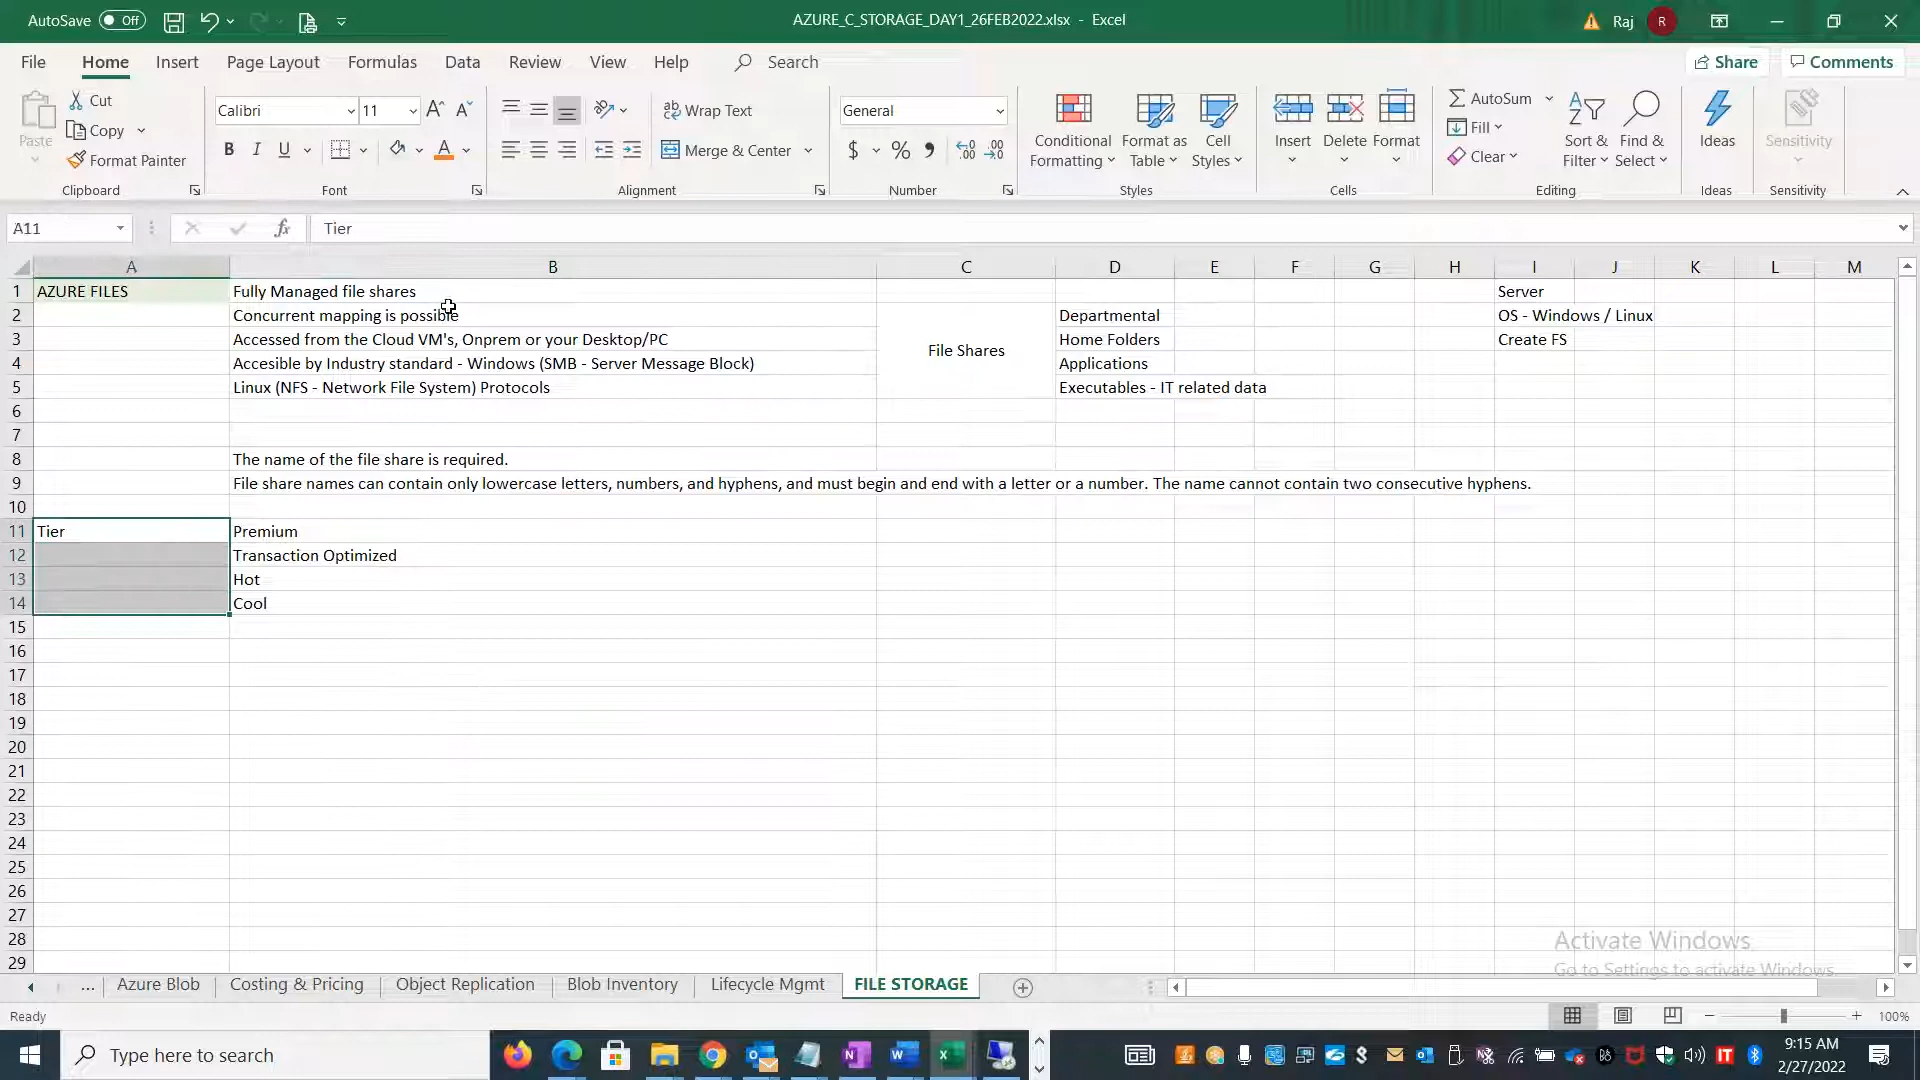 AutoSave Off
AZURE_C_STORAGE_DAY1_26FEB2022.xlsx - Excel
Raj R
File Home Insert Page Layout Formulas Data Review View Help Search
Share Comments
Paste
Cut
Copy
Format Painter
Clipboard
Calibri 11
B I U
Font
Wrap Text
Merge & Center
Alignment
General
$ % ,
Number
Conditional Formatting
Format as Table
Cell Styles
Styles
Insert Delete Format
Cells
AutoSum
Fill
Clear
Sort & Filter
Find & Select
Editing
Ideas
Ideas
Sensitivity
Sensitivity
A11 fx Tier
A B C D E F G H I J K L M
1 AZURE FILES Fully Managed file shares Server
2 Concurrent mapping is possible Departmental OS - Windows / Linux
3 Accessed from the Cloud VM's, Onprem or your Desktop/PC Home Folders Create FS
File Shares
4 Accesible by Industry standard - Windows (SMB - Server Message Block) Applications
5 Linux (NFS - Network File System) Protocols Executables - IT related data
6
7
8 The name of the file share is required.
9 File share names can contain only lowercase letters, numbers, and hyphens, and must begin and end with a letter or a number. The name cannot contain two consecutive hyphens.
10
11 Tier Premium
12 Transaction Optimized
13 Hot
14 Cool
15
16
17
18
19
20
21
22
23
24
25
26
27
28
29
Activate Windows
Go to Settings to activate Windows.
... Azure Blob Costing & Pricing Object Replication Blob Inventory Lifecycle Mgmt FILE STORAGE
Ready
100%
Type here to search
9:15 AM
2/27/2022